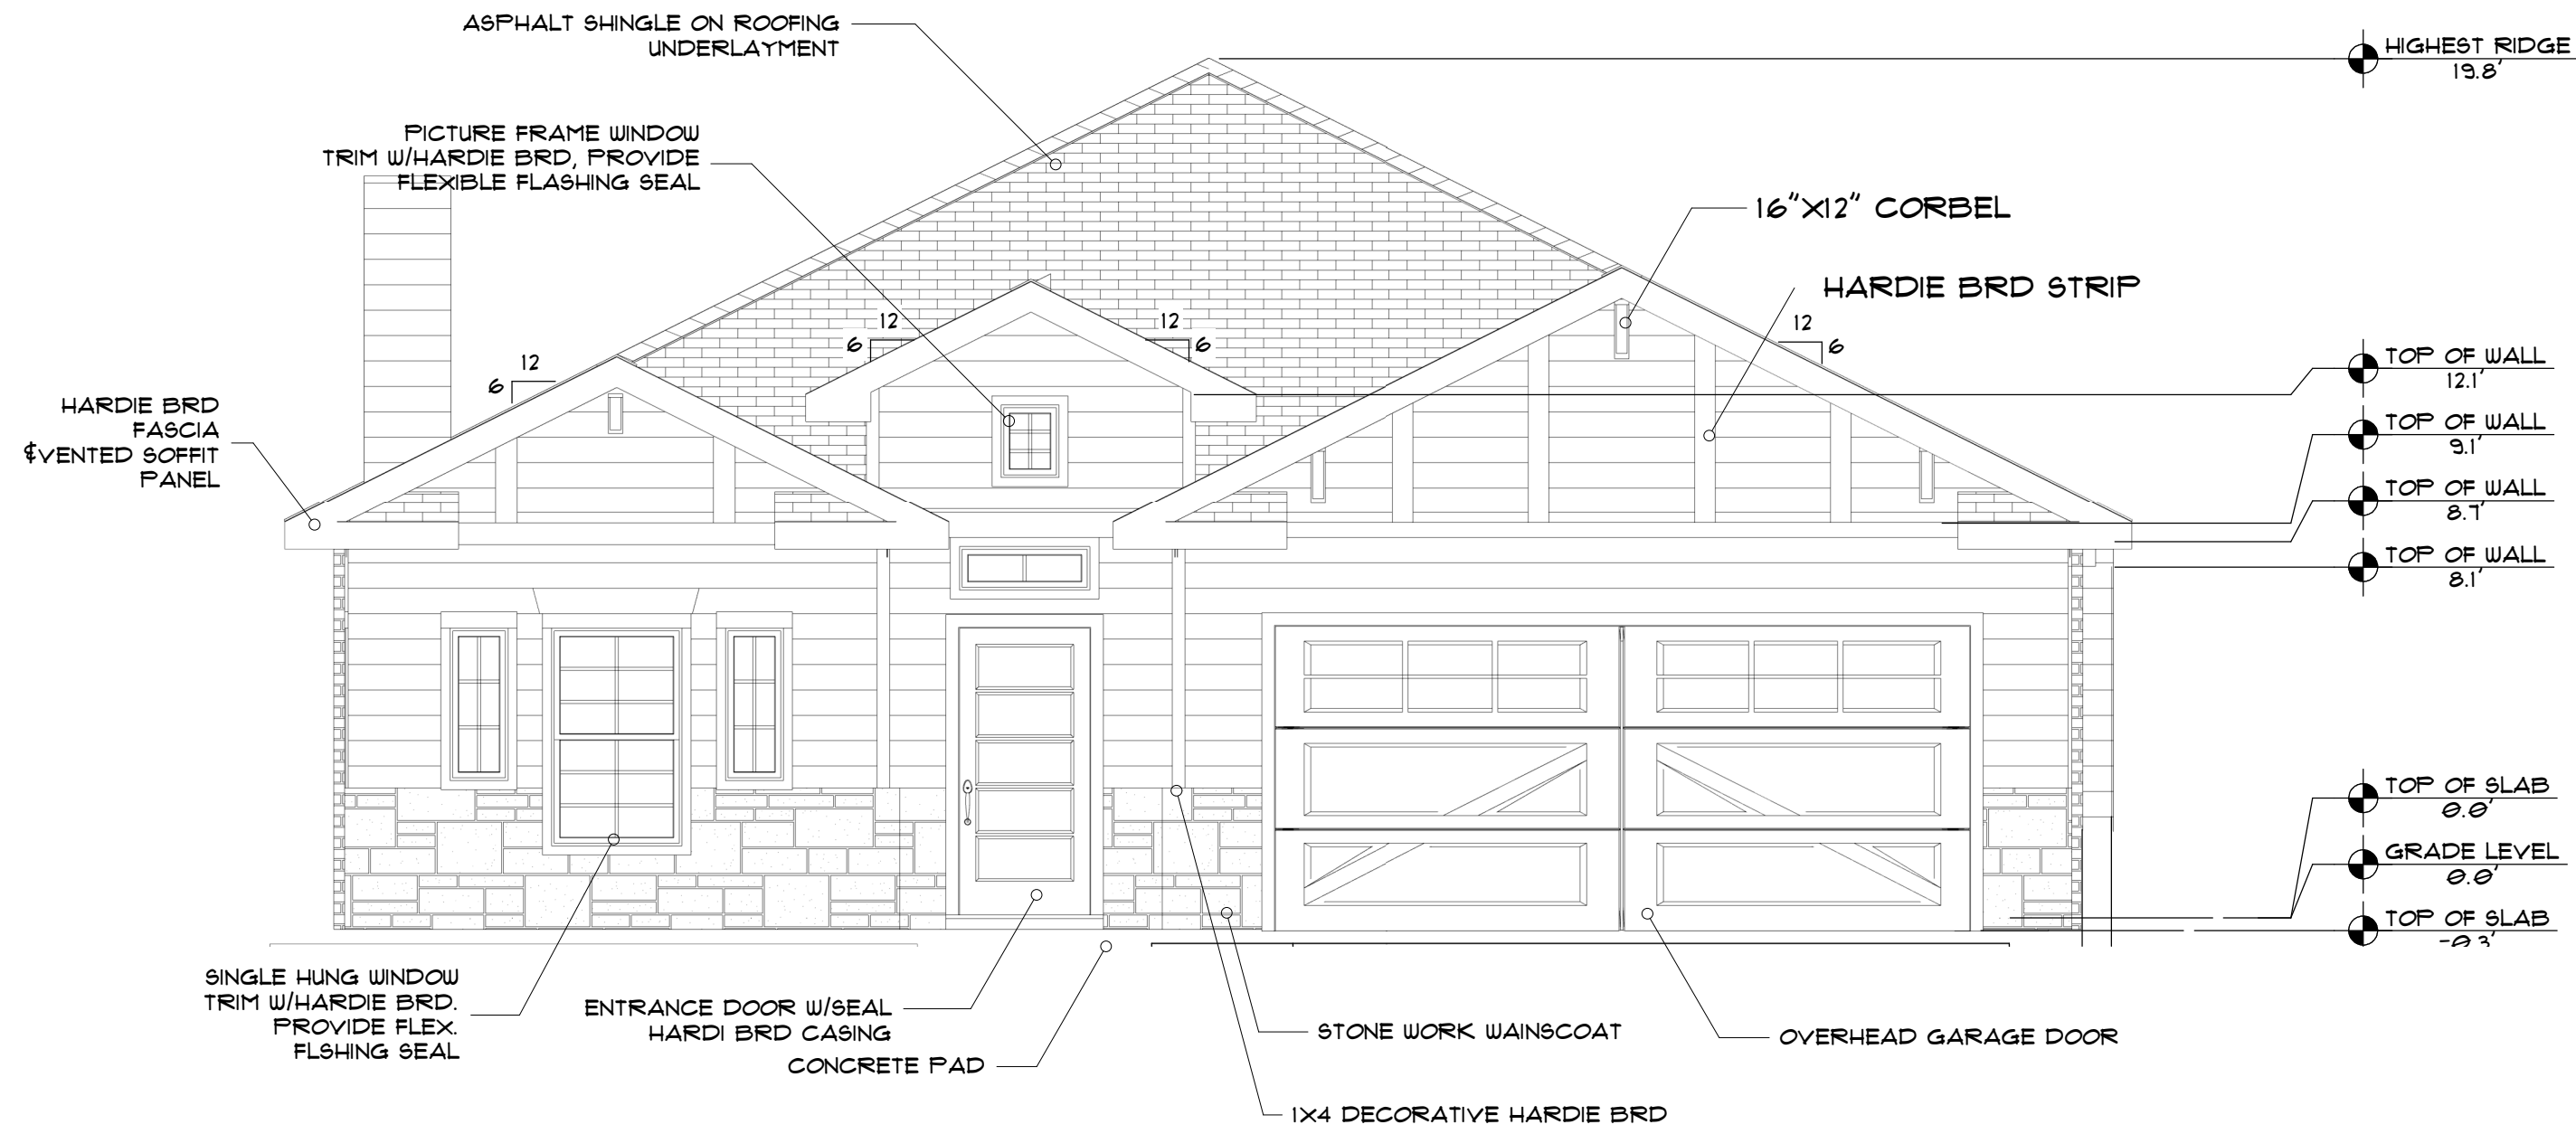 ASPHALT SHINGLE ON ROOFING
UNDERLAYMENT
HIGHEST RIDGE
19.8'
PICTURE FRAME WINDOW
TRIM W/HARDIE BRD, PROVIDE
FLEXIBLE FLASHING SEAL
16"X12" CORBEL
HARDIE BRD STRIP
12
6
12
6
12
6
12
6
TOP OF WALL
12.1'
HARDIE BRD
FASCIA
&VENTED SOFFIT
PANEL
TOP OF WALL
9.1'
TOP OF WALL
8.7'
TOP OF WALL
8.1'
TOP OF SLAB
0.0'
GRADE LEVEL
0.0'
TOP OF SLAB
-0.3'
SINGLE HUNG WINDOW
TRIM W/HARDIE BRD.
PROVIDE FLEX.
FLSHING SEAL
ENTRANCE DOOR W/SEAL
HARDI BRD CASING
CONCRETE PAD
STONE WORK WAINSCOAT
OVERHEAD GARAGE DOOR
1X4 DECORATIVE HARDIE BRD